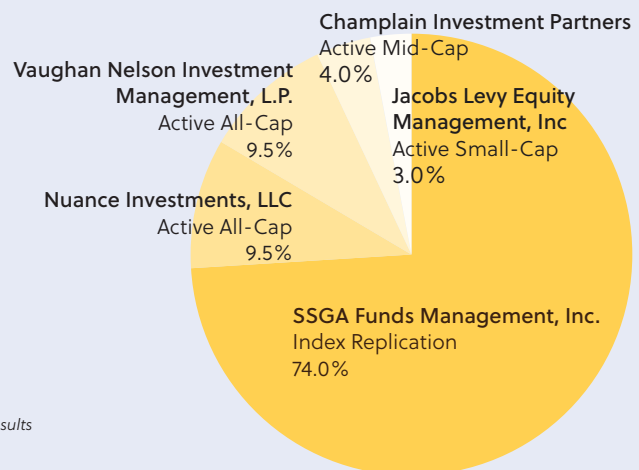 Champlain Investment Partners
Active Mid-Cap
4.0%
Vaughan Nelson Investment
Management, L.P.
Active All-Cap
9.5%
Jacobs Levy Equity
Management, Inc
Active Small-Cap
3.0%
Nuance Investments, LLC
Active All-Cap
9.5%
SSGA Funds Management, Inc.
Index Replication
74.0%